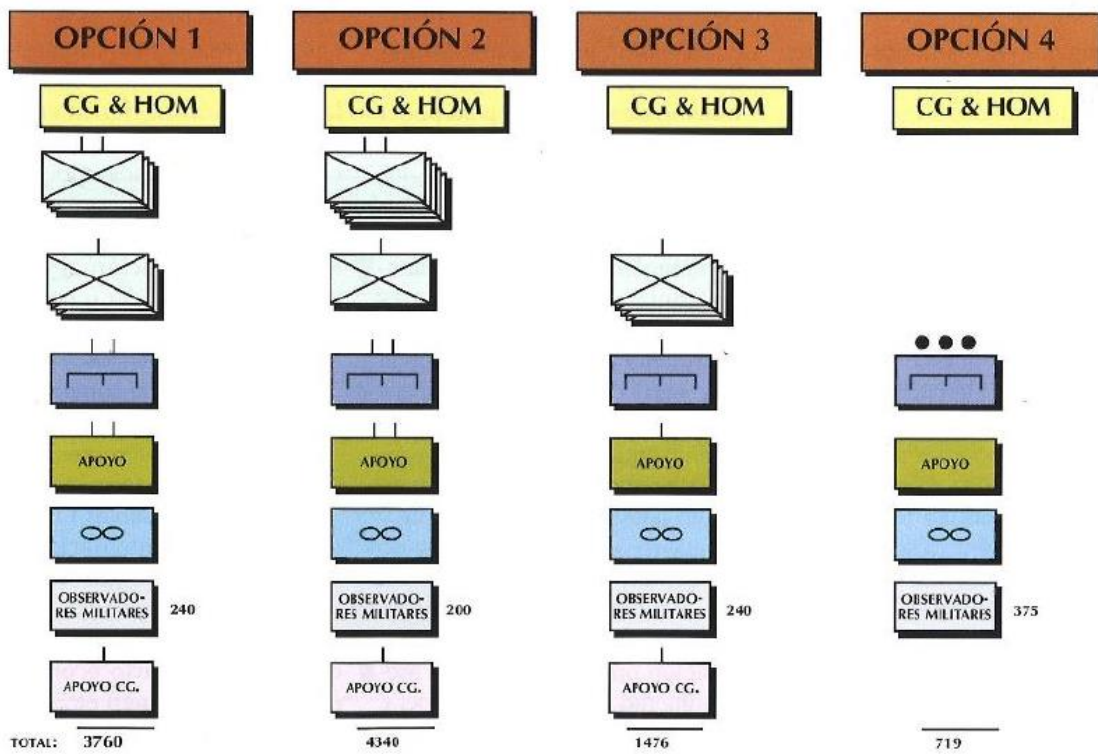 OPCIÓN 1
OPCIÓN 2
OPCIÓN 3
OPCIÓN 4
CG & HOM
CG & HOM
CG & HOM
CG & HOM
APOYO
APOYO
APOYO
APOYO
OBSERVADO-
RES MILITARES
240
OBSERVADO-
RES MILITARES
200
OBSERVADO-
RES MILITARES
240
OBSERVADO-
RES MILITARES
375
APOYO CG.
APOYO CG.
APOYO CG.
TOTAL: 3760
4340
1476
719